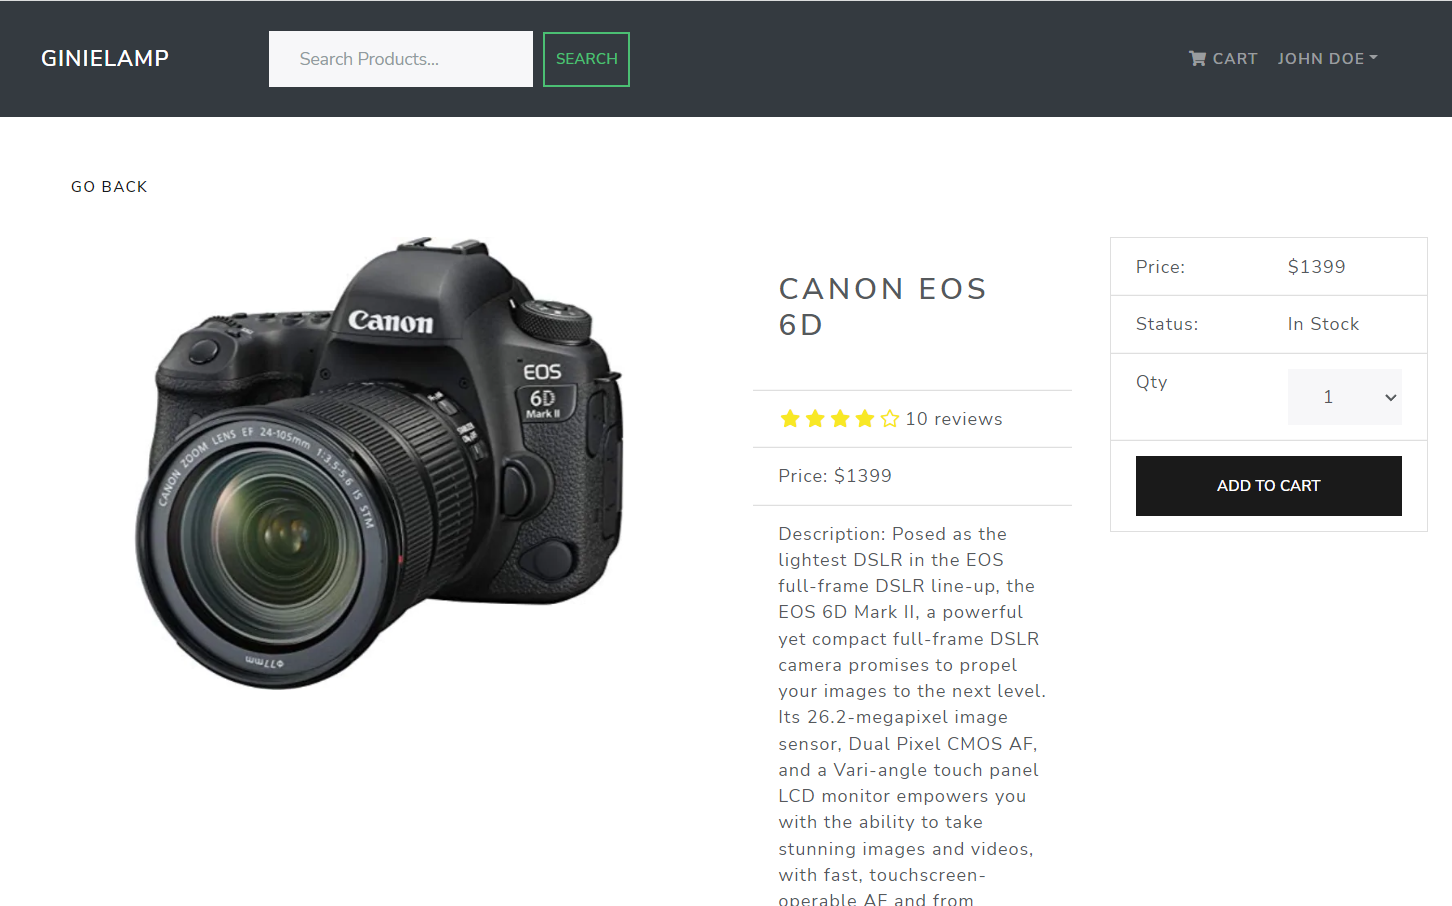 GINIELAMP
Search Products...
SEARCH
CART
JOHN DOE
GO BACK
Canon
EOS
6D
Mark II
CANON ZOOM LENS EF 24-105mm 1:3.5-5.6 IS STM
Φ77mm
CANON EOS
6D
10 reviews
Price: $1399
Description: Posed as the
lightest DSLR in the EOS
full-frame DSLR line-up, the
EOS 6D Mark II, a powerful
yet compact full-frame DSLR
camera promises to propel
your images to the next level.
Its 26.2-megapixel image
sensor, Dual Pixel CMOS AF,
and a Vari-angle touch panel
LCD monitor empowers you
with the ability to take
stunning images and videos,
with fast, touchscreen-
operable AF and from
Price: $1399
Status: In Stock
Qty 1
ADD TO CART